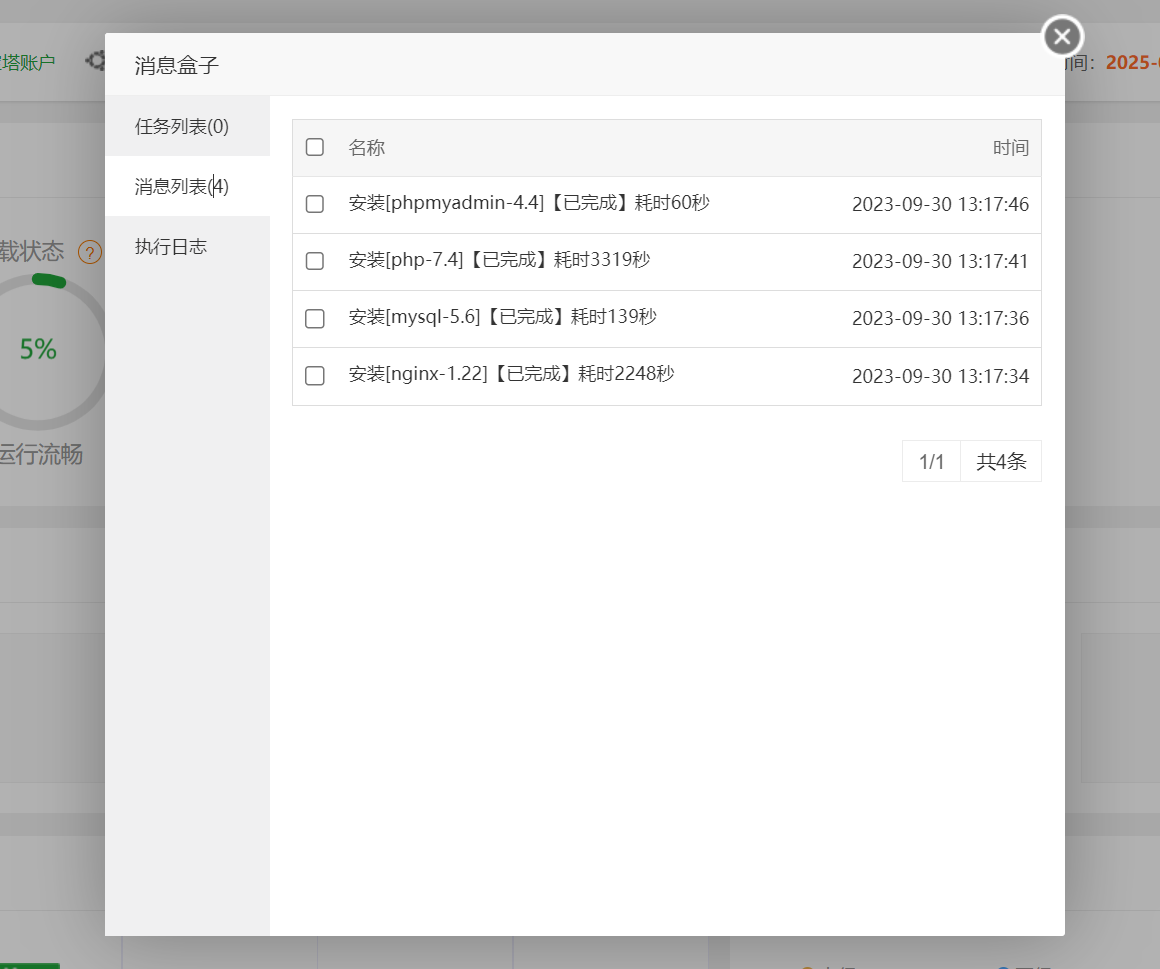 塔账户
消息盒子
间：2025-
任务列表(0)
消息列表(4)
执行日志
名称 时间
安装[phpmyadmin-4.4]【已完成】耗时60秒 2023-09-30 13:17:46
安装[php-7.4]【已完成】耗时3319秒 2023-09-30 13:17:41
安装[mysql-5.6]【已完成】耗时139秒 2023-09-30 13:17:36
安装[nginx-1.22]【已完成】耗时2248秒 2023-09-30 13:17:34
1/1 共4条
载状态 ?
5%
运行流畅